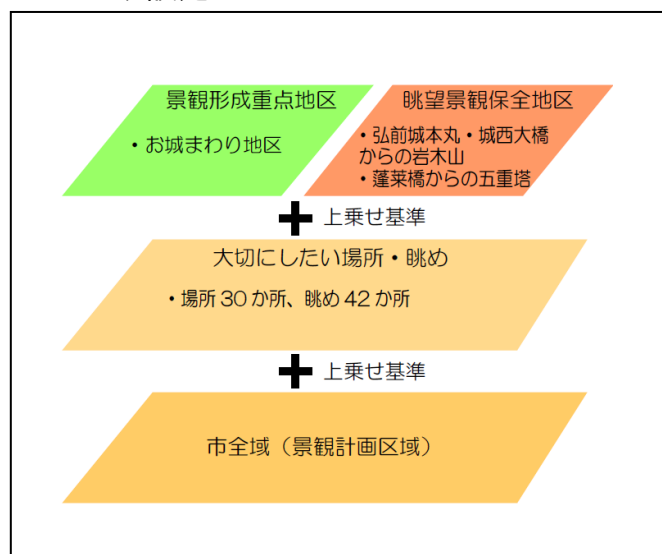 景観形成重点地区
・お城まわり地区
眺望景観保全地区
・弘前城本丸・城西大橋
からの岩木山
・蓬莱橋からの五重塔
上乗せ基準
大切にしたい場所・眺め
・場所30か所、眺め42か所
上乗せ基準
市全域（景観計画区域）